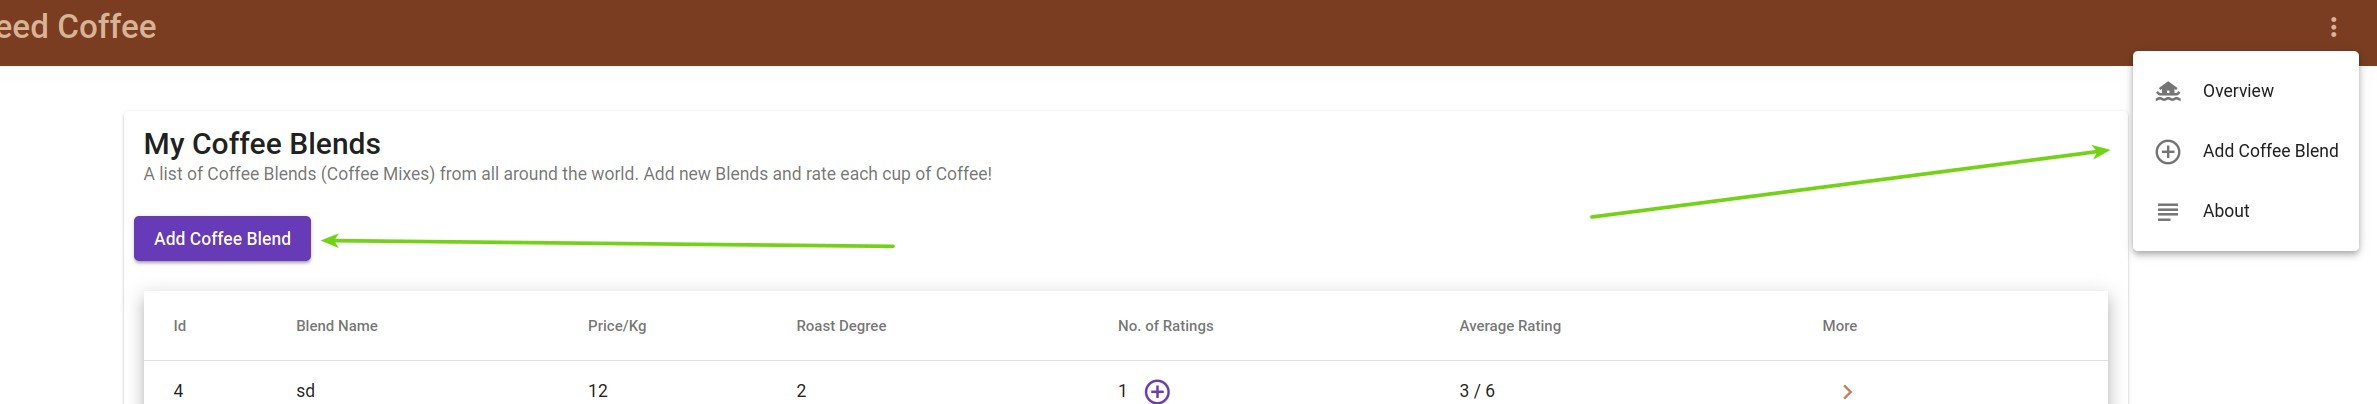 eed Coffee
Overview
Add Coffee Blend
About
My Coffee Blends
A list of Coffee Blends (Coffee Mixes) from all around the world. Add new Blends and rate each cup of Coffee!
Add Coffee Blend
Id Blend Name Price/Kg Roast Degree No. of Ratings Average Rating More
4 sd 12 2 1 3 / 6